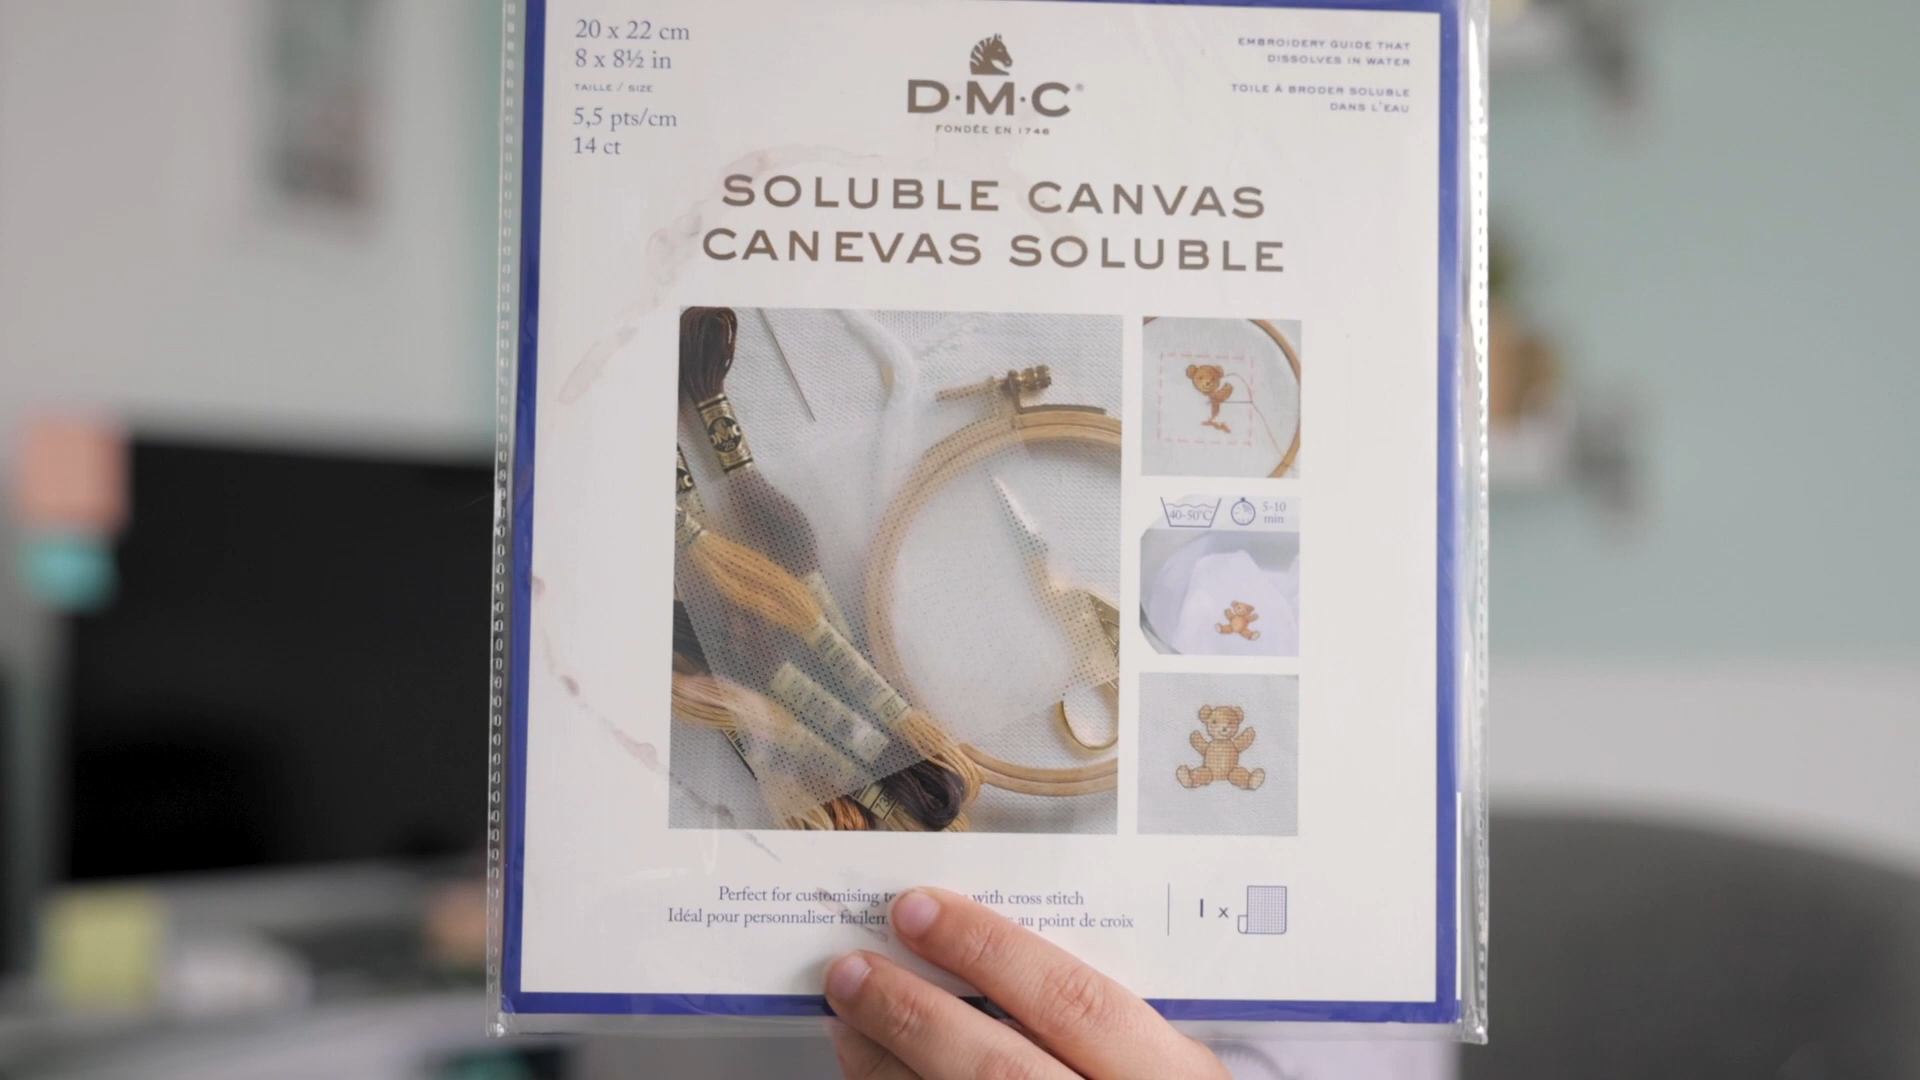 20 x 22 cm
8 x 8½ in
TAILLE / SIZE
5,5 pts/cm
14 ct
D·M·C®
FONDÉE EN 1746
EMBROIDERY GUIDE THAT
DISSOLVES IN WATER
TOILE À BRODER SOLUBLE
DANS L'EAU
SOLUBLE CANVAS
CANEVAS SOLUBLE
DMC
40-50°C
5-10
min
Perfect for customising with cross stitch
Idéal pour personnaliser au point de croix
1 x